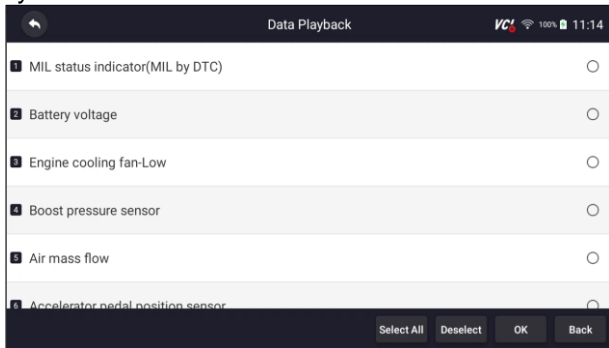 Data Playback
VCI 100% 11:14
1 MIL status indicator(MIL by DTC)
2 Battery voltage
3 Engine cooling fan-Low
4 Boost pressure sensor
5 Air mass flow
6 Accelerator pedal position sensor
Select All Deselect OK Back